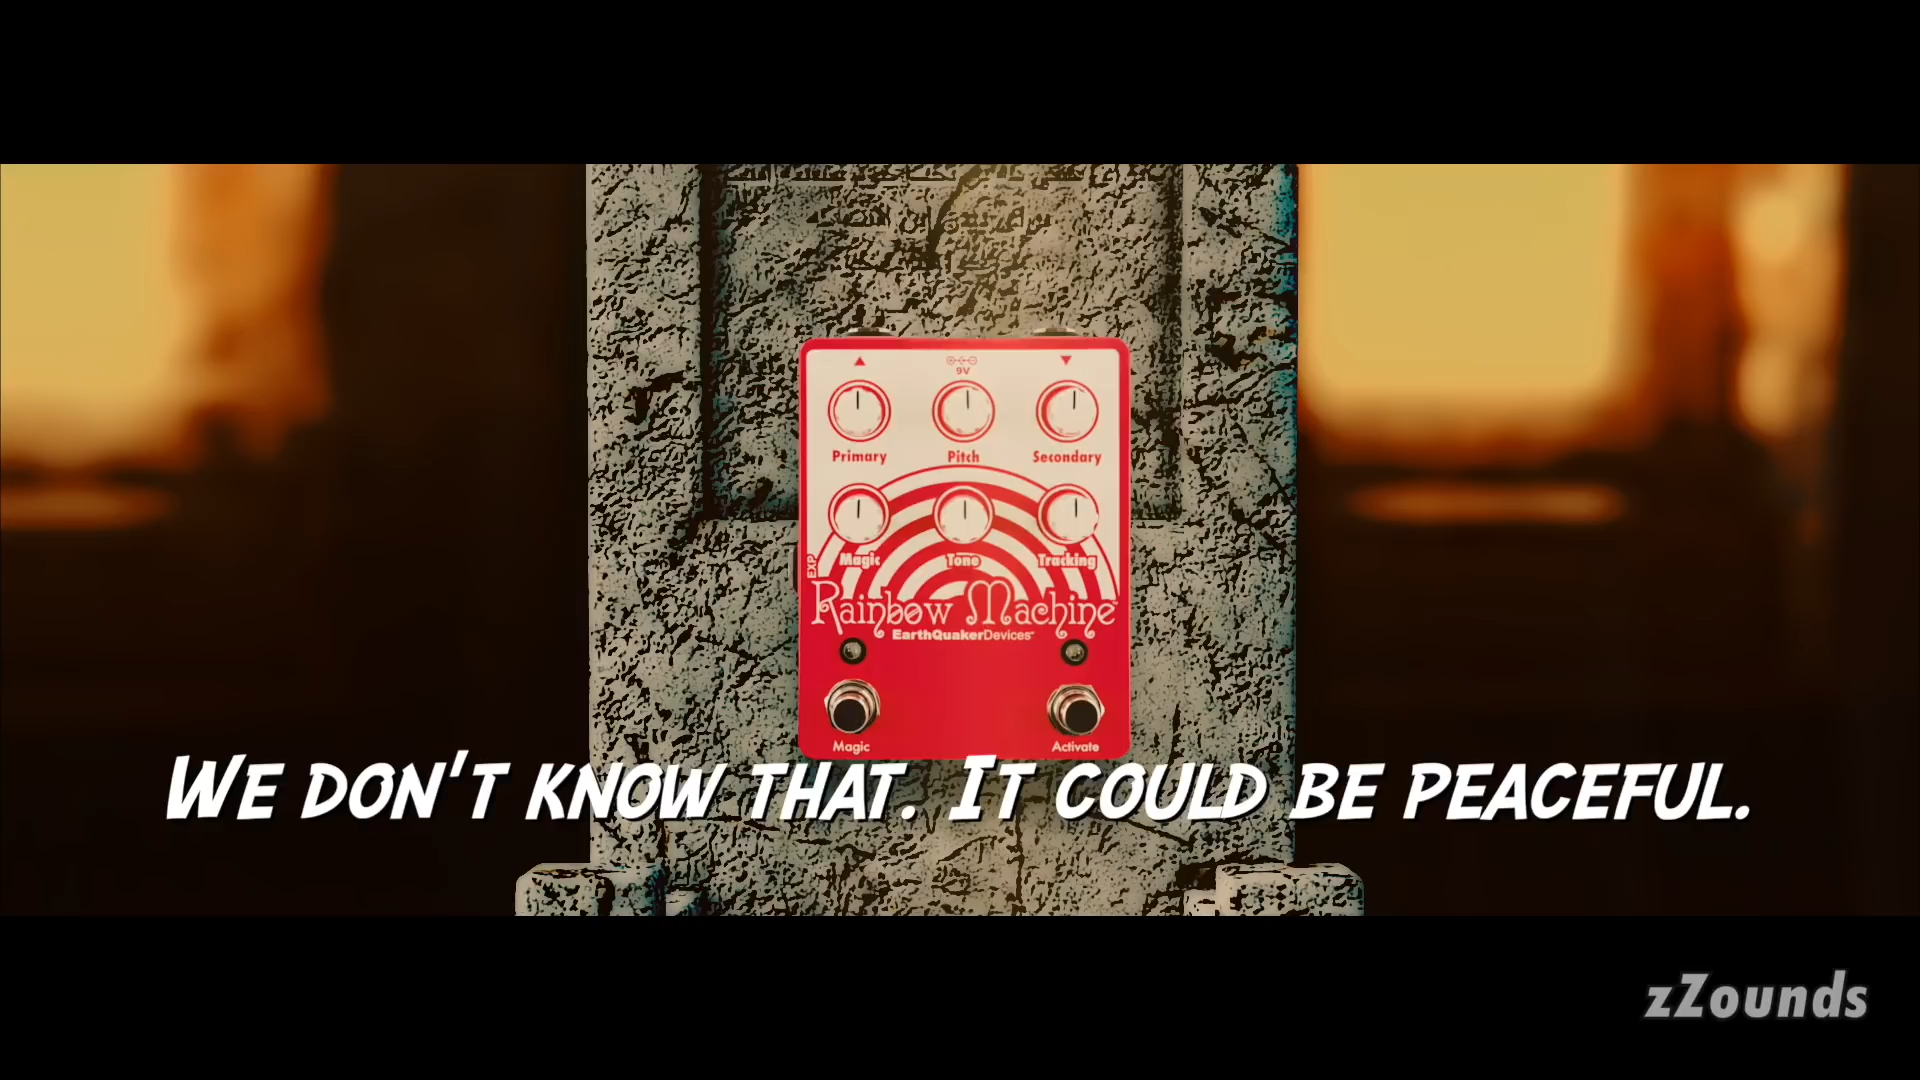 9V
Primary Pitch Secondary
EXP
Magic Tone Tracking
Rainbow Machine
EarthQuakerDevices™
Magic Activate
WE DON'T KNOW THAT. IT COULD BE PEACEFUL.
zZounds